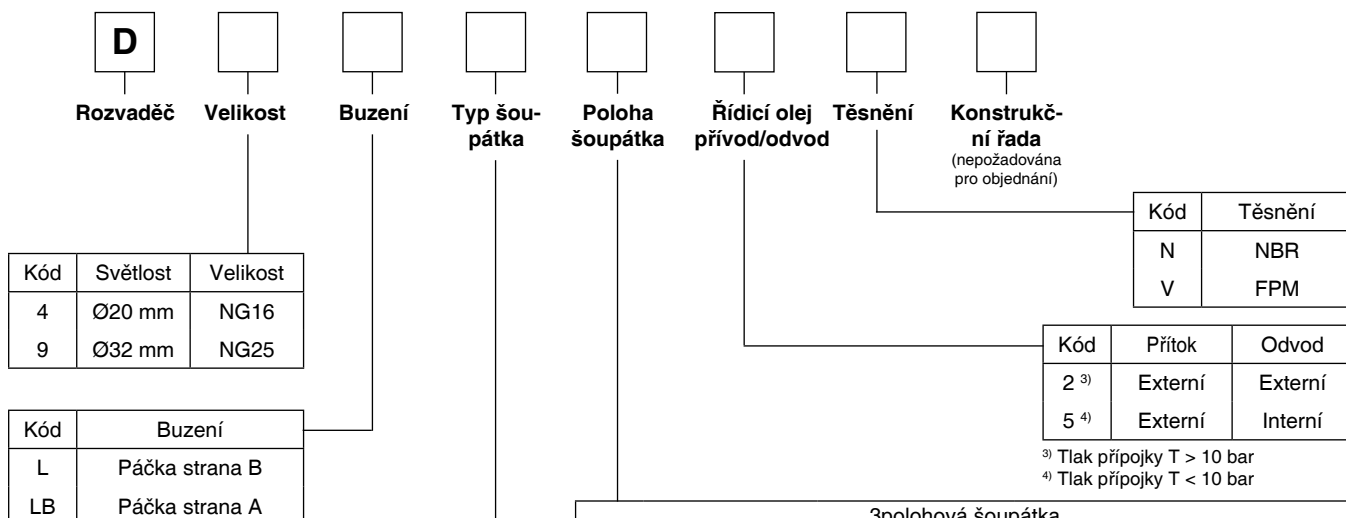 D
Rozvaděč
Velikost
Buzení
Typ šou-
pátka
Poloha
šoupátka
Řídicí olej
přívod/odvod
Těsnění
Konstrukč-
ní řada
(nepožadována
pro objednání)
Kód Těsnění
N NBR
V FPM
Kód Světlost Velikost
4 Ø20 mm NG16
9 Ø32 mm NG25
Kód Přítok Odvod
2 3) Externí Externí
5 4) Externí Interní
3) Tlak přípojky T > 10 bar
4) Tlak přípojky T < 10 bar
Kód Buzení
L Páčka strana B
LB Páčka strana A
3polohová šoupátka